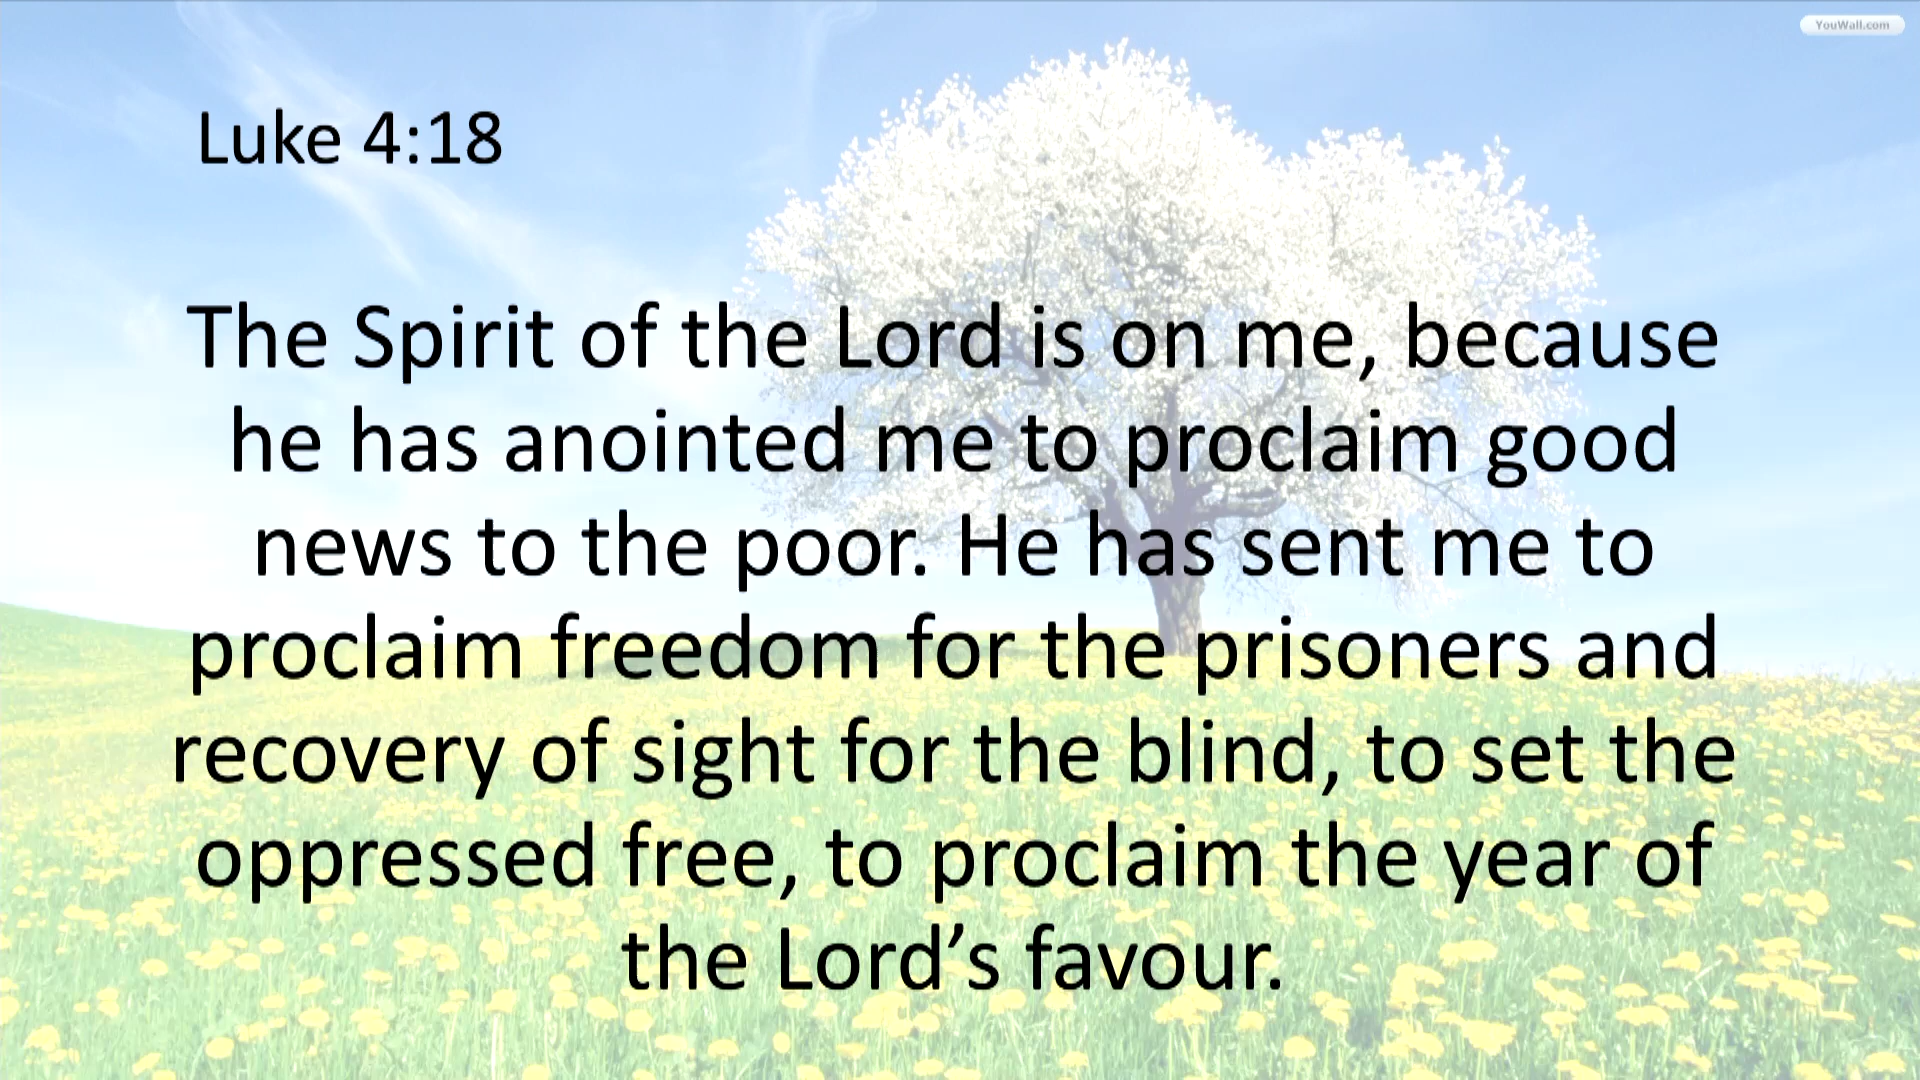 YouWall.com
Luke 4:18
The Spirit of the Lord is on me, because
he has anointed me to proclaim good
news to the poor. He has sent me to
proclaim freedom for the prisoners and
recovery of sight for the blind, to set the
oppressed free, to proclaim the year of
the Lord’s favour.